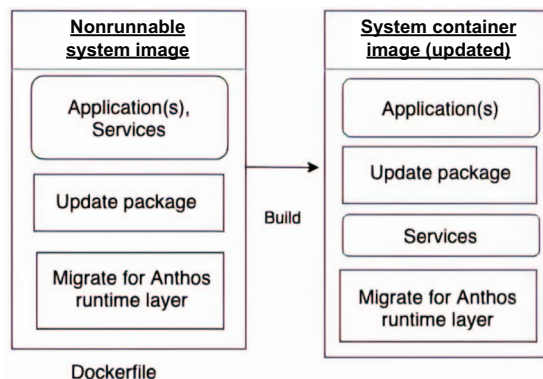 Nonrunnable
system image
Application(s),
Services
Update package
Migrate for Anthos
runtime layer
Dockerfile
Build
System container
image (updated)
Application(s)
Update package
Services
Migrate for Anthos
runtime layer